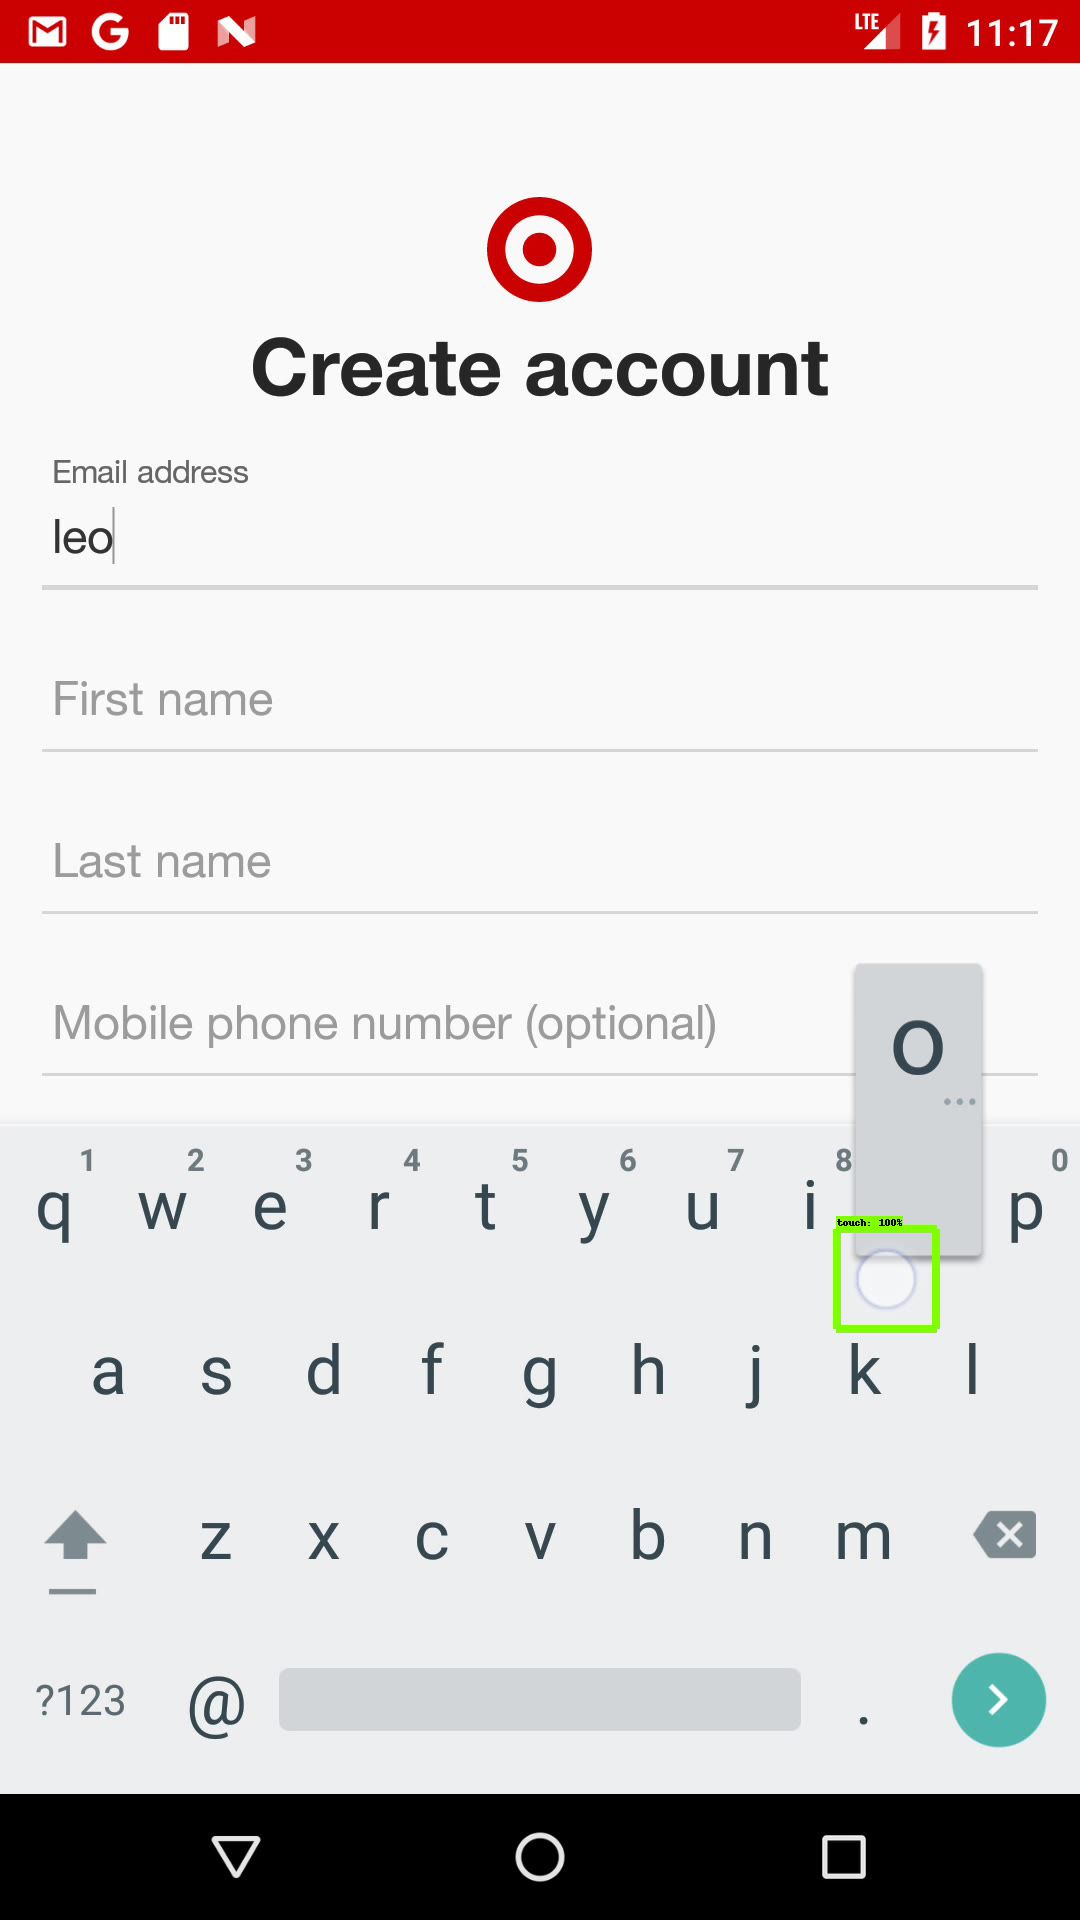 LTE 11:17
Create account
Email address
leo
First name
Last name
Mobile phone number (optional)
o
...
1 2 3 4 5 6 7 8 0
q w e r t y u i p
touch: 100%
a s d f g h j k l
z x c v b n m
?123 @ .